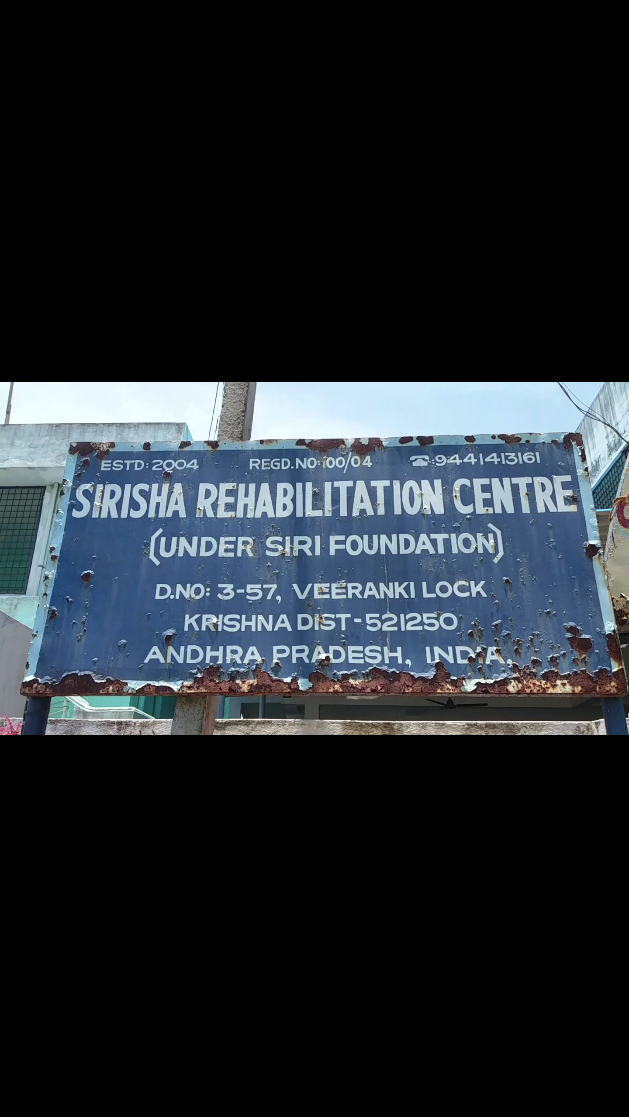 ESTD: 2004 REGD.NO: 100/04 ☎:9441413161
SIRISHA REHABILITATION CENTRE
(UNDER SIRI FOUNDATION)
D.NO: 3-57, VEERANKI LOCK
KRISHNA DIST-521250
ANDHRA PRADESH, INDIA.